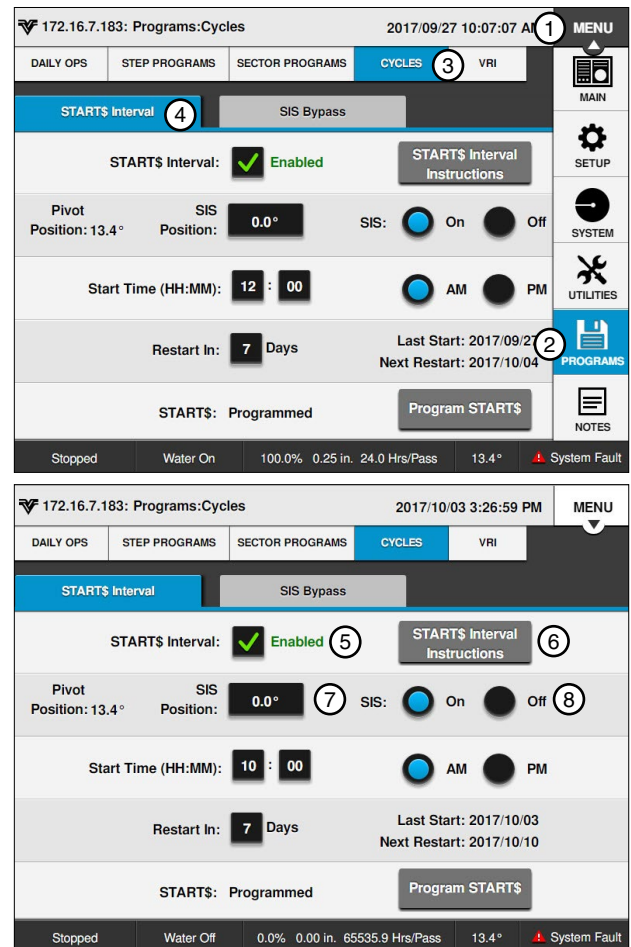 172.16.7.183: Programs:Cycles 2017/09/27 10:07:07 A 1 MENU
DAILY OPS STEP PROGRAMS SECTOR PROGRAMS CYCLES 3 VRI
MAIN
START$ Interval 4 SIS Bypass
START$ Interval: Enabled START$ Interval Instructions
SETUP
Pivot Position: 13.4° SIS Position: 0.0° SIS: On Off
SYSTEM
Start Time (HH:MM): 12 : 00 AM PM
UTILITIES
Restart In: 7 Days Last Start: 2017/09/27
Next Restart: 2017/10/04
2 PROGRAMS
START$: Programmed Program START$
NOTES
Stopped Water On 100.0% 0.25 in. 24.0 Hrs/Pass 13.4° System Fault
172.16.7.183: Programs:Cycles 2017/10/03 3:26:59 PM MENU
DAILY OPS STEP PROGRAMS SECTOR PROGRAMS CYCLES VRI
START$ Interval SIS Bypass
START$ Interval: Enabled 5 START$ Interval Instructions 6
Pivot Position: 13.4° SIS Position: 0.0° 7 SIS: On Off 8
Start Time (HH:MM): 10 : 00 AM PM
Restart In: 7 Days Last Start: 2017/10/03
Next Restart: 2017/10/10
START$: Programmed Program START$
Stopped Water Off 0.0% 0.00 in. 65535.9 Hrs/Pass 13.4° System Fault